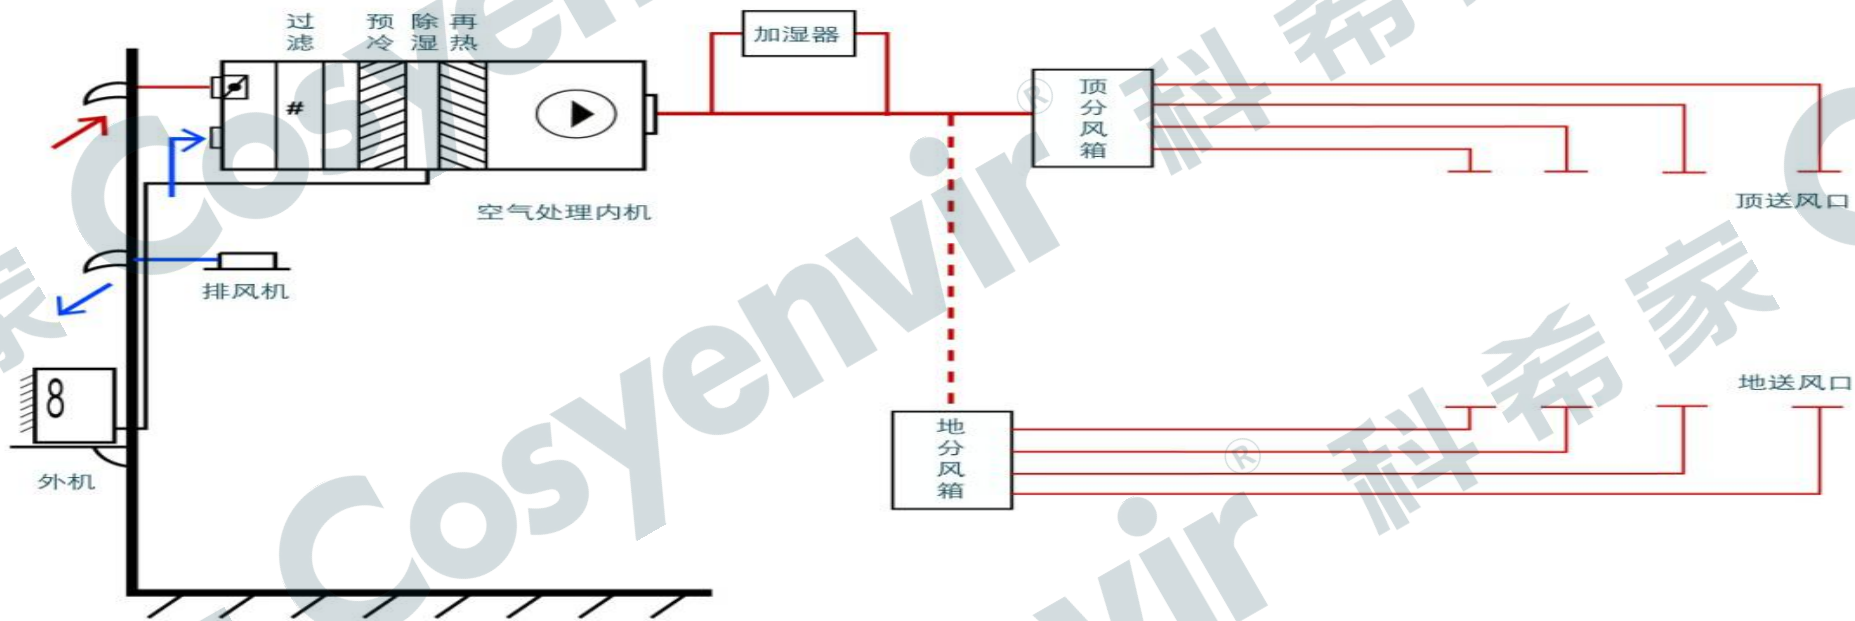 过滤
预冷
除湿
再热
#
加湿器
顶分风箱
顶送风口
空气处理内机
排风机
外机
地分风箱
地送风口
8
Cosyenvir® 科希家
Cosyenvir® 科希家
家
C